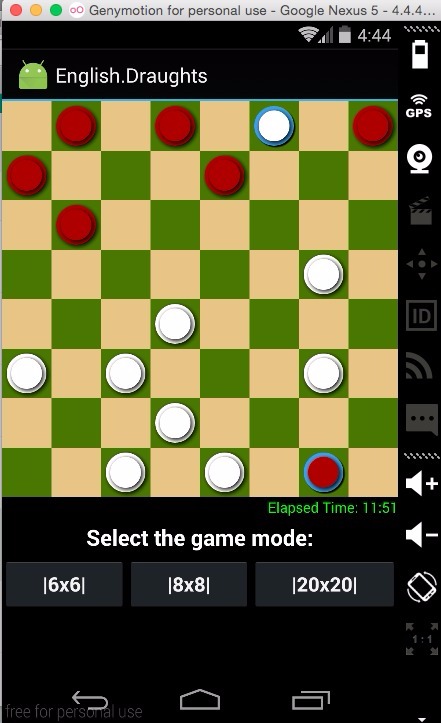 Genymotion for personal use - Google Nexus 5 - 4.4.4...
4:44
English.Draughts
GPS
ID
Elapsed Time: 11:51
Select the game mode:
|6x6| |8x8| |20x20|
1:1
free for personal use